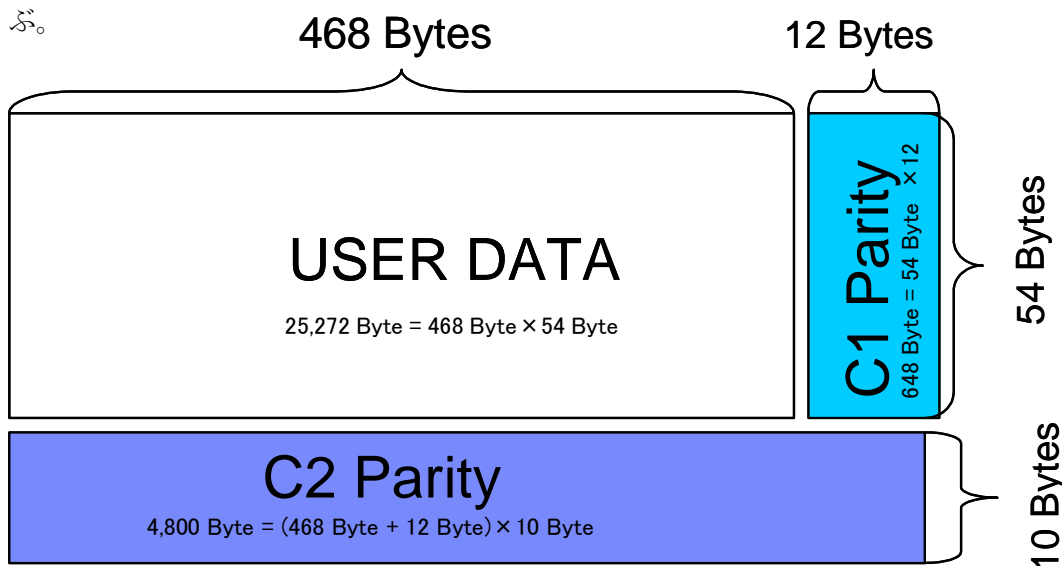 ぶ。
468 Bytes
12 Bytes
USER DATA
25,272 Byte = 468 Byte × 54 Byte
C1 Parity
648 Byte = 54 Byte ×12
54 Bytes
C2 Parity
4,800 Byte = (468 Byte + 12 Byte) × 10 Byte
10 Bytes